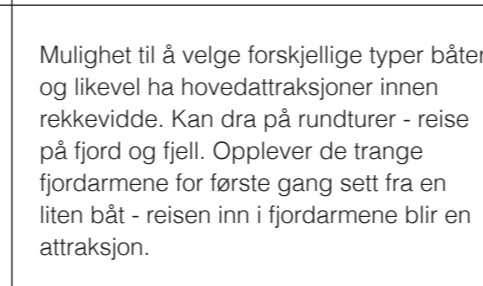 Mulighet til å velge forskjellige typer båter
og likevel ha hovedattraksjoner innen
rekkevidde. Kan dra på rundturer - reise
på fjord og fjell. Opplever de trange
fjordarmene for første gang sett fra en
liten båt - reisen inn i fjordarmene blir en
attraksjon.